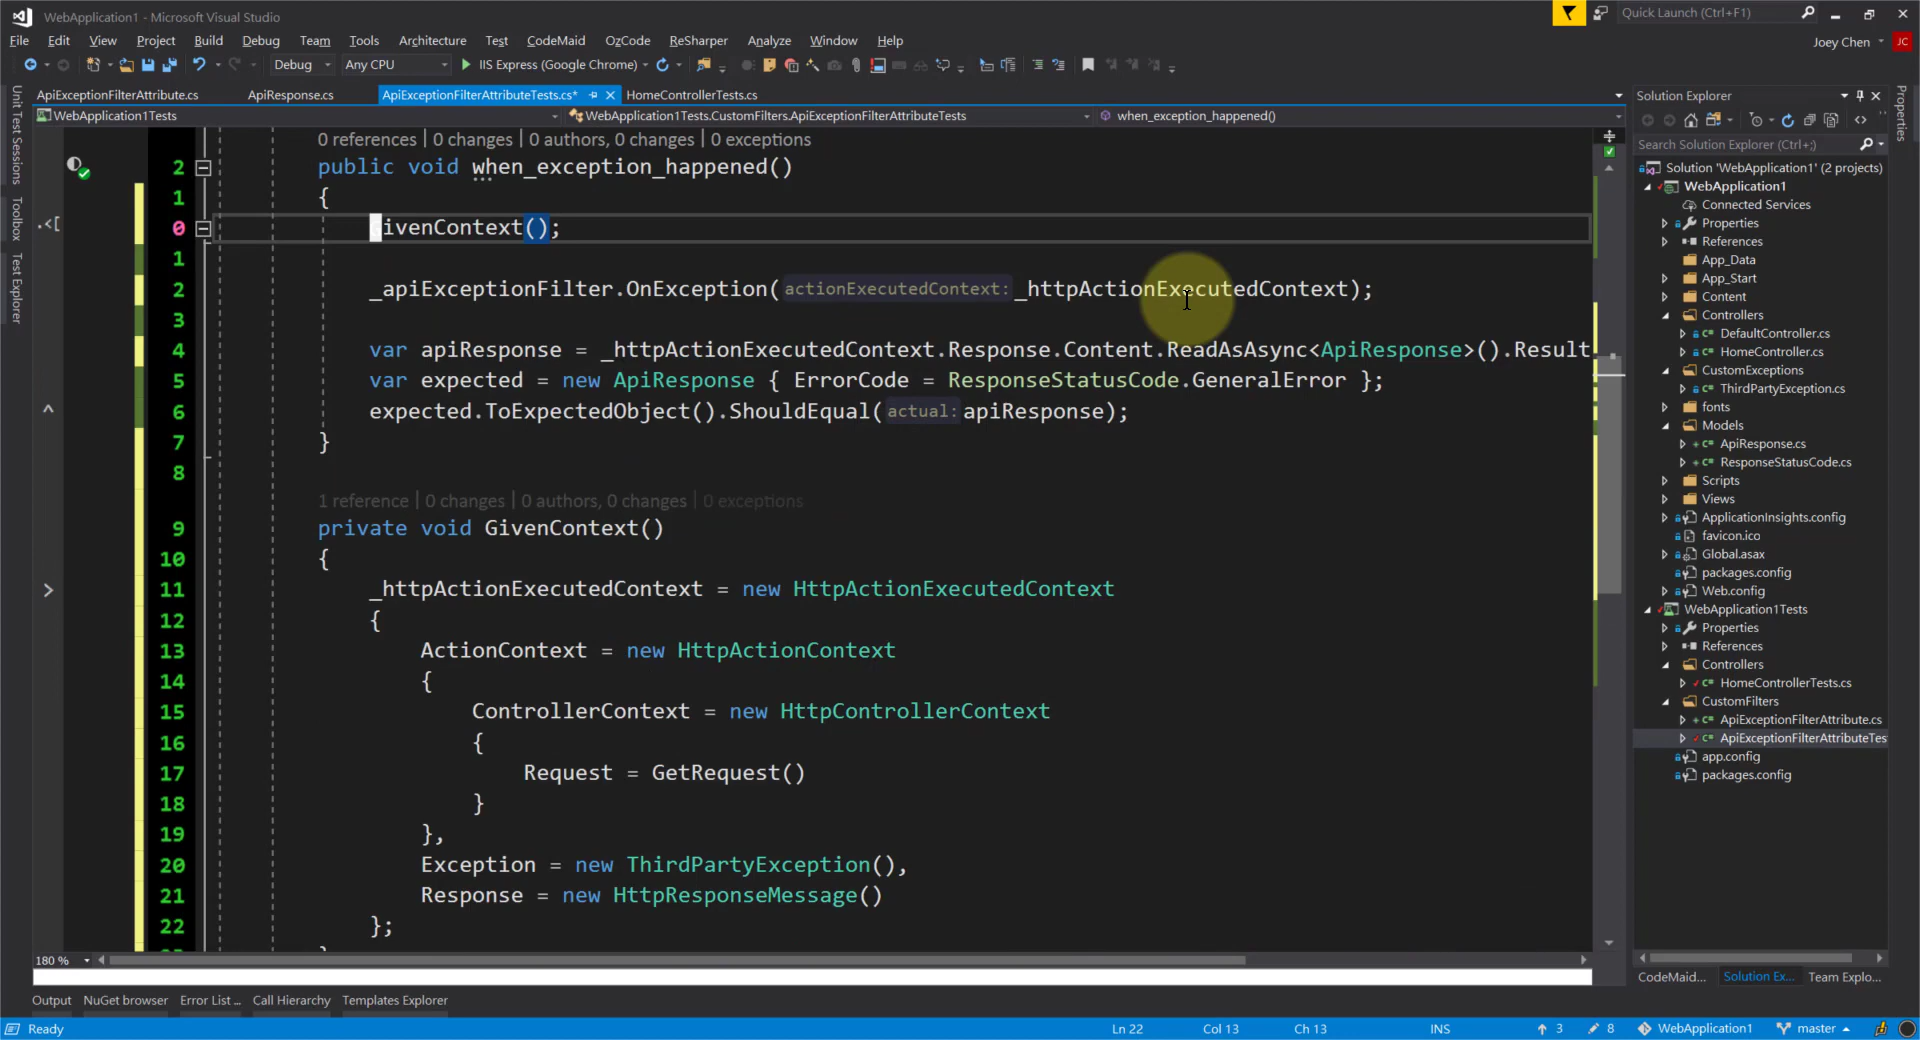 WebApplication1 - Microsoft Visual Studio
Quick Launch (Ctrl+F1)
File Edit View Project Build Debug Team Tools Architecture Test CodeMaid OzCode ReSharper Analyze Window Help
Joey Chen JC
Debug Any CPU IIS Express (Google Chrome)
ApiExceptionFilterAttribute.cs ApiResponse.cs ApiExceptionFilterAttributeTests.cs* HomeControllerTests.cs
WebApplication1Tests WebApplication1Tests.CustomFilters.ApiExceptionFilterAttributeTests when_exception_happened()
Unit Test Sessions
Toolbox
Test Explorer
0 references | 0 changes | 0 authors, 0 changes | 0 exceptions
2 public void when_exception_happened()
1 {
0 ivenContext();
1
2 _apiExceptionFilter.OnException(actionExecutedContext:_httpActionExecutedContext);
3
4 var apiResponse = _httpActionExecutedContext.Response.Content.ReadAsAsync<ApiResponse>().Result
5 var expected = new ApiResponse { ErrorCode = ResponseStatusCode.GeneralError };
6 expected.ToExpectedObject().ShouldEqual(actual:apiResponse);
7 }
8
1 reference | 0 changes | 0 authors, 0 changes | 0 exceptions
9 private void GivenContext()
10 {
11 _httpActionExecutedContext = new HttpActionExecutedContext
12 {
13 ActionContext = new HttpActionContext
14 {
15 ControllerContext = new HttpControllerContext
16 {
17 Request = GetRequest()
18 }
19 },
20 Exception = new ThirdPartyException(),
21 Response = new HttpResponseMessage()
22 };
180 %
Solution Explorer
Search Solution Explorer (Ctrl+;)
Solution 'WebApplication1' (2 projects)
WebApplication1
Connected Services
Properties
References
App_Data
App_Start
Content
Controllers
DefaultController.cs
HomeController.cs
CustomExceptions
ThirdPartyException.cs
fonts
Models
ApiResponse.cs
ResponseStatusCode.cs
Scripts
Views
ApplicationInsights.config
favicon.ico
Global.asax
packages.config
Web.config
WebApplication1Tests
Properties
References
Controllers
HomeControllerTests.cs
CustomFilters
ApiExceptionFilterAttribute.cs
ApiExceptionFilterAttributeTes
app.config
packages.config
Properties
CodeMaid... Solution Ex... Team Explo...
Output NuGet browser Error List ... Call Hierarchy Templates Explorer
Ready Ln 22 Col 13 Ch 13 INS 3 8 WebApplication1 master